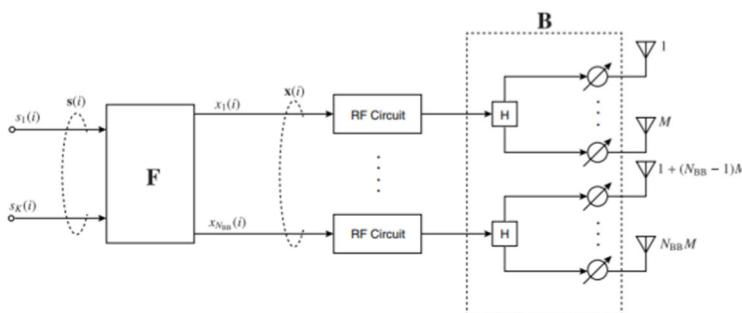 B
1
s(i)
x(i)
s₁(i)
x₁(i)
RF Circuit
H
M
F
1 + (N_BB − 1)M
s_K(i)
x_{N_BB}(i)
RF Circuit
H
N_BB M